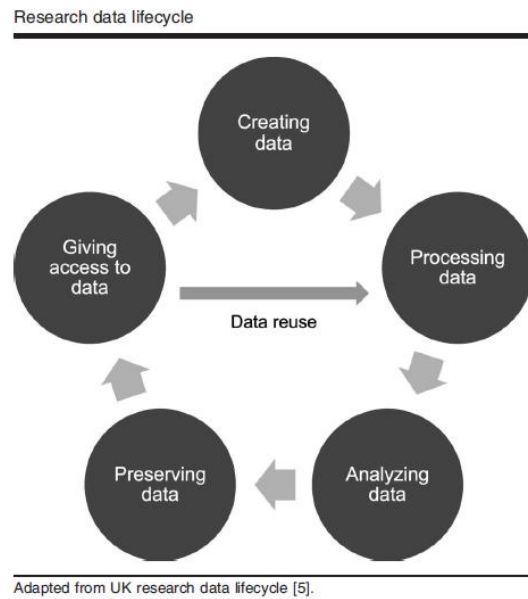 Research data lifecycle
Creating
data
Giving
access to
data
Processing
data
Data reuse
Preserving
data
Analyzing
data
Adapted from UK research data lifecycle [5].